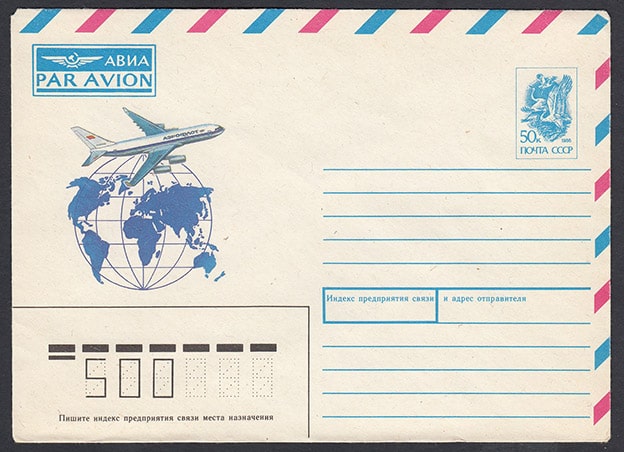 АВИА
PAR AVION
АЭРОФЛОТ
50к
1988
ПОЧТА СССР
Индекс предприятия связи и адрес отправителя
500
Пишите индекс предприятия связи места назначения